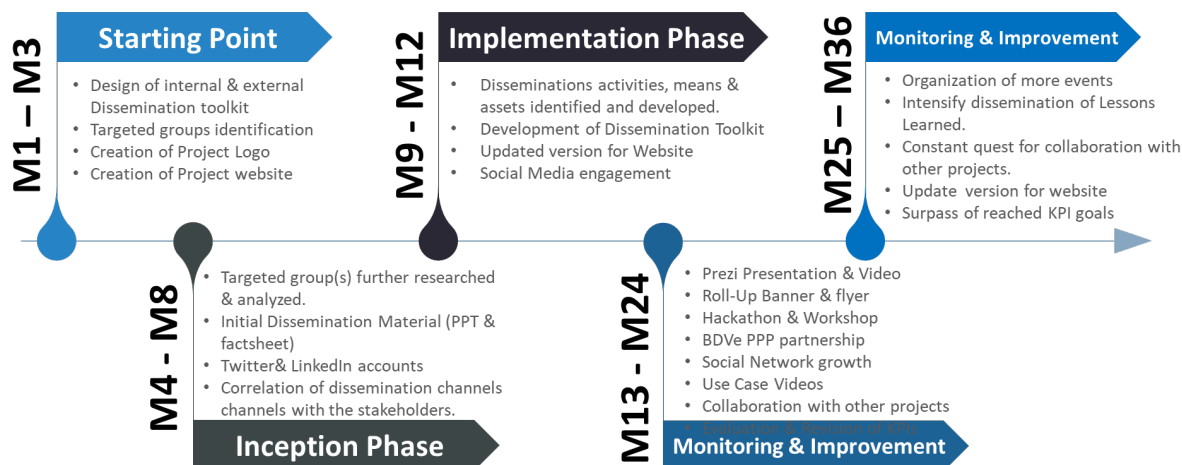 M1 – M3
Starting Point
• Design of internal & external
Dissemination toolkit
• Targeted groups identification
• Creation of Project Logo
• Creation of Project website
M4 - M8
• Targeted group(s) further researched
& analyzed.
• Initial Dissemination Material (PPT &
factsheet)
• Twitter& LinkedIn accounts
• Correlation of dissemination channels
channels with the stakeholders.
Inception Phase
M9 - M12
Implementation Phase
• Disseminations activities, means &
assets identified and developed.
• Development of Dissemination Toolkit
• Updated version for Website
• Social Media engagement
M13 - M24
• Prezi Presentation & Video
• Roll-Up Banner & flyer
• Hackathon & Workshop
• BDVe PPP partnership
• Social Network growth
• Use Case Videos
• Collaboration with other projects
• Evaluation & Revision of KPIs
Monitoring & Improvement
M25 – M36
Monitoring & Improvement
• Organization of more events
• Intensify dissemination of Lessons
Learned.
• Constant quest for collaboration with
other projects.
• Update version for website
• Surpass of reached KPI goals